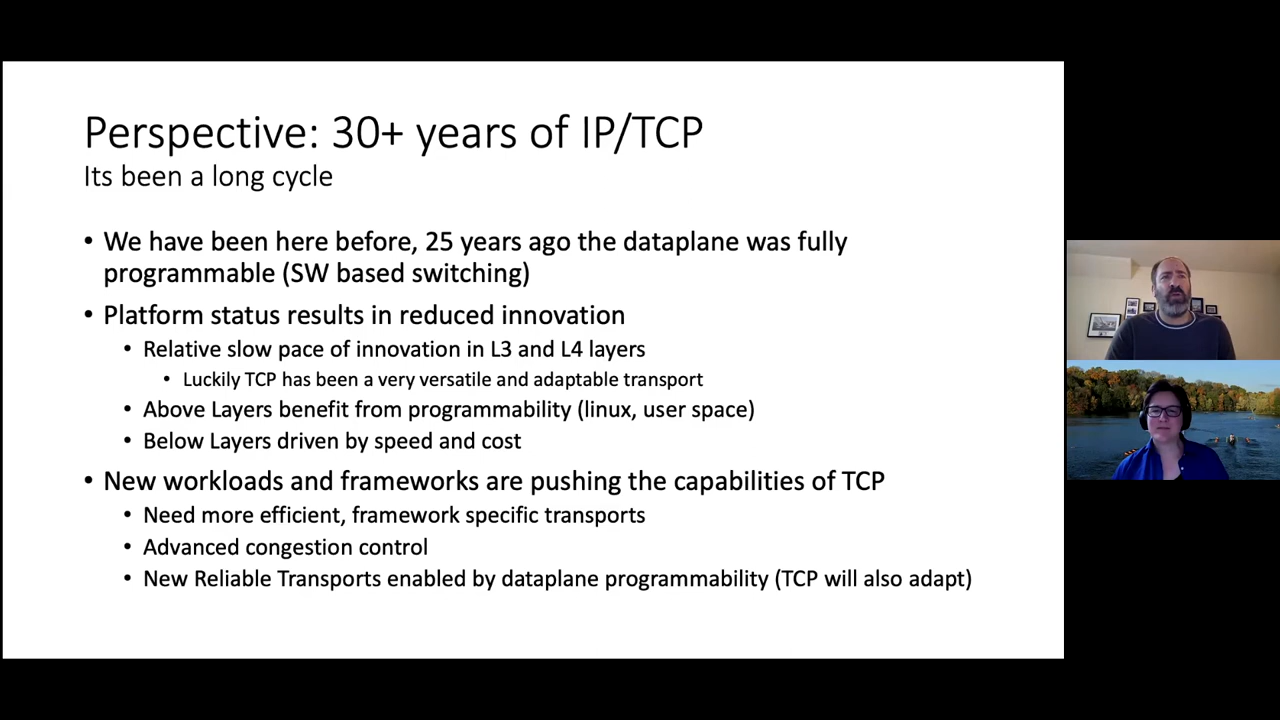 Perspective: 30+ years of IP/TCP
Its been a long cycle
• We have been here before, 25 years ago the dataplane was fully
programmable (SW based switching)
• Platform status results in reduced innovation
• Relative slow pace of innovation in L3 and L4 layers
• Luckily TCP has been a very versatile and adaptable transport
• Above Layers benefit from programmability (linux, user space)
• Below Layers driven by speed and cost
• New workloads and frameworks are pushing the capabilities of TCP
• Need more efficient, framework specific transports
• Advanced congestion control
• New Reliable Transports enabled by dataplane programmability (TCP will also adapt)